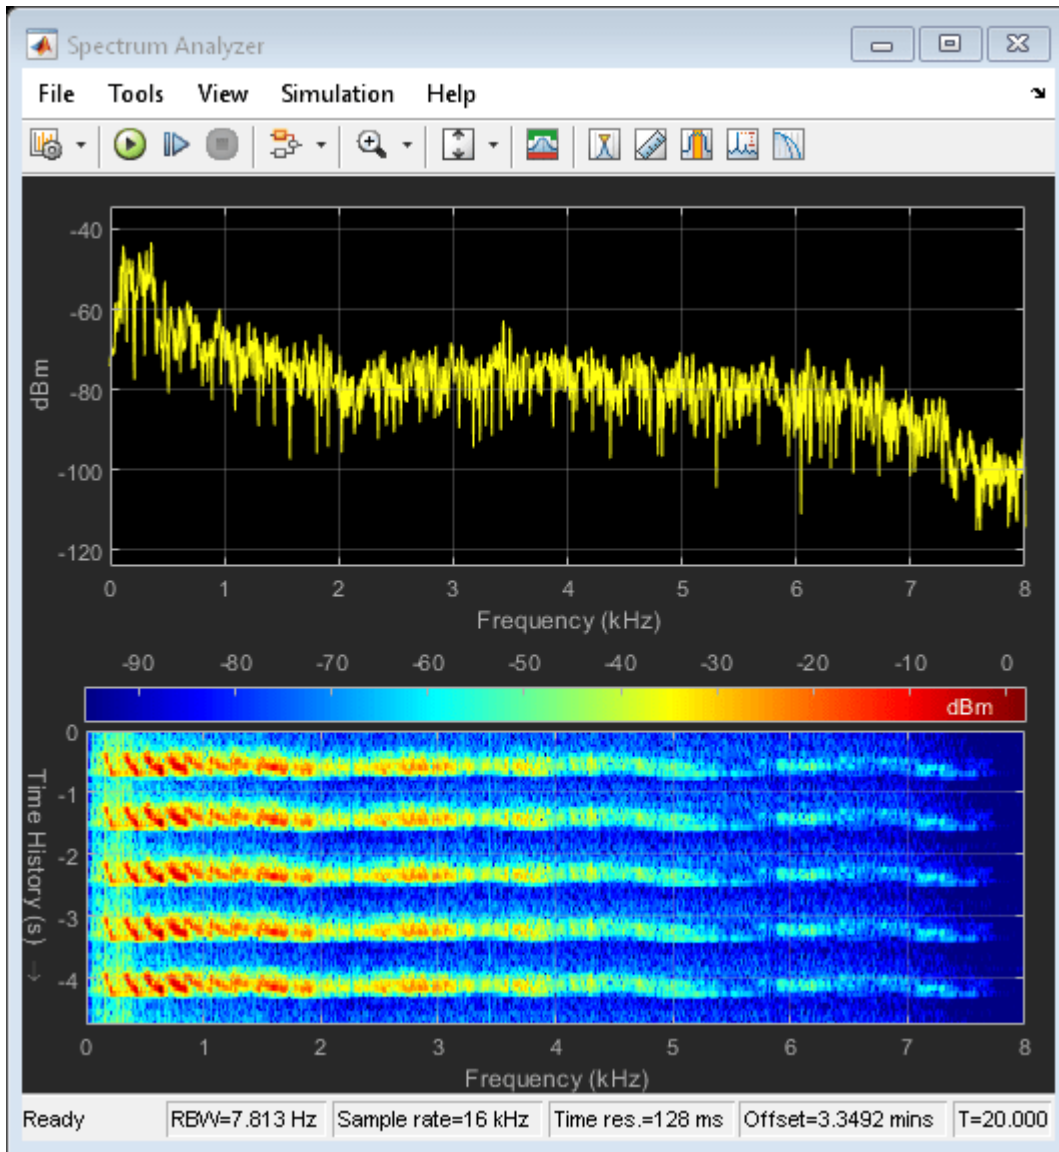 Spectrum Analyzer
File Tools View Simulation Help
-40
-60
-80
-100
-120
dBm
0 1 2 3 4 5 6 7 8
Frequency (kHz)
-90 -80 -70 -60 -50 -40 -30 -20 -10 0
dBm
0
-1
-2
-3
-4
Time History (s) →
0 1 2 3 4 5 6 7 8
Frequency (kHz)
Ready RBW=7.813 Hz Sample rate=16 kHz Time res.=128 ms Offset=3.3492 mins T=20.000